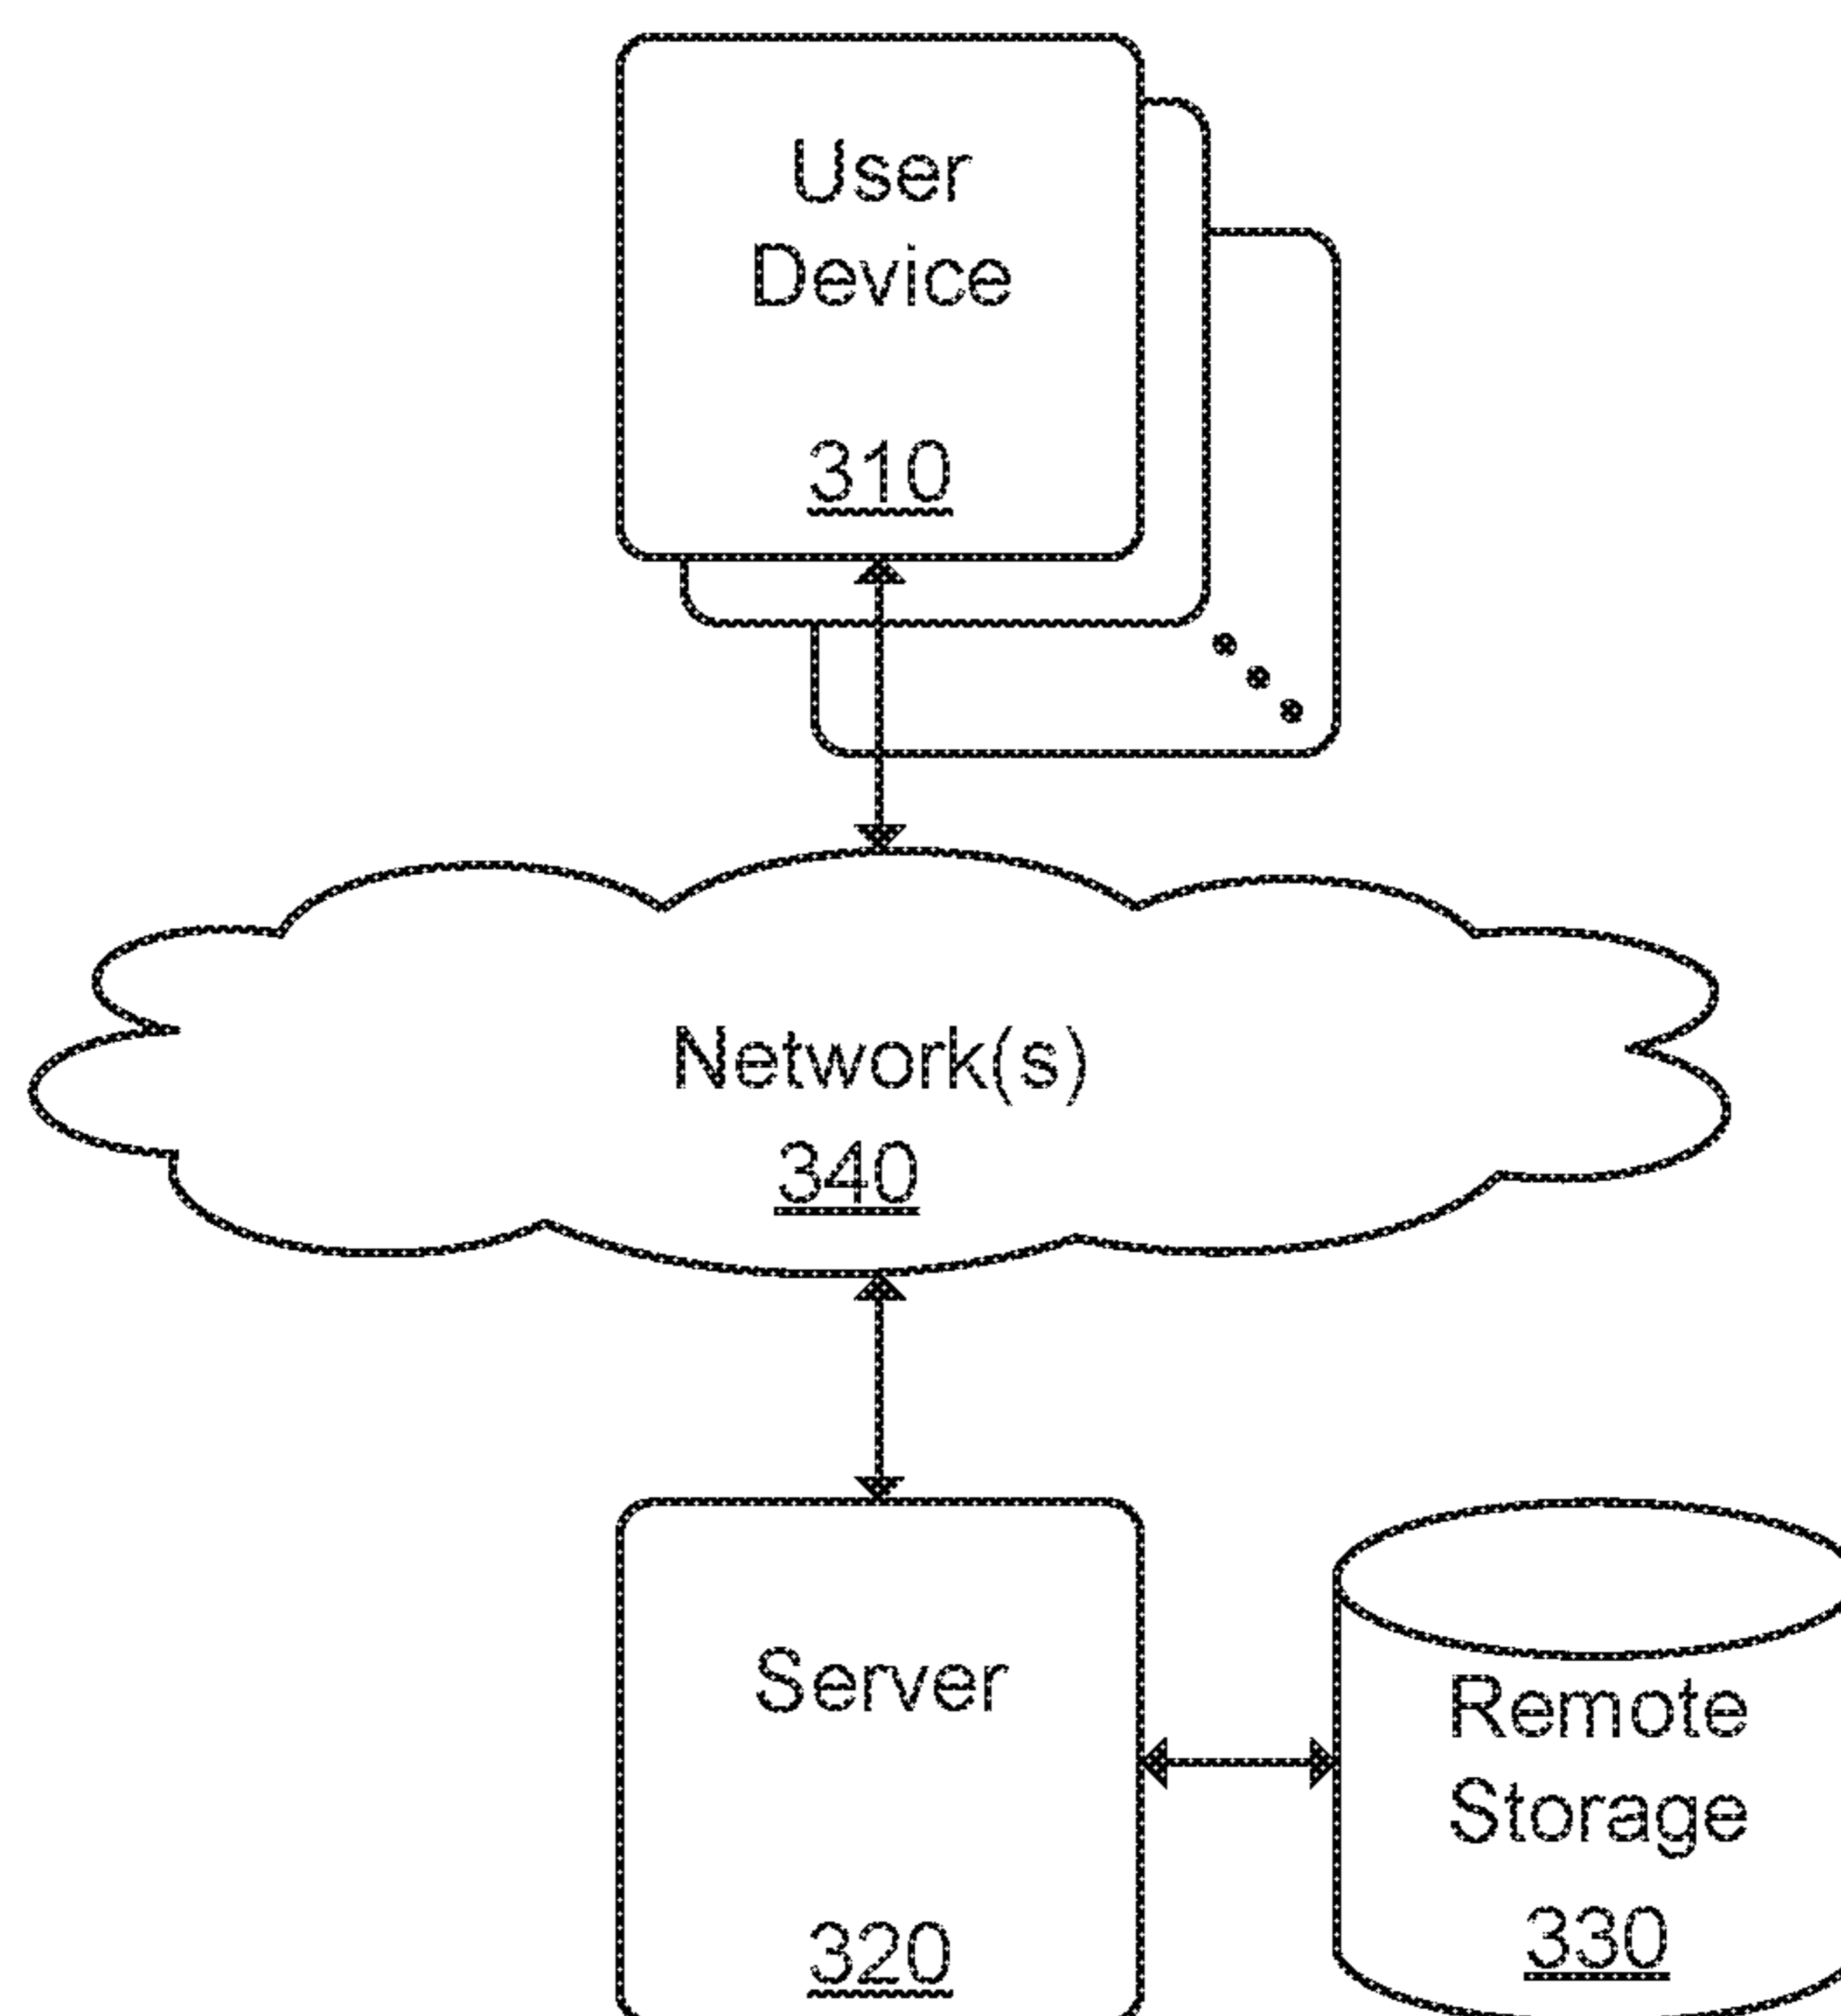 User
Device
310
Network(s)
340
Server
320
Remote
Storage
330